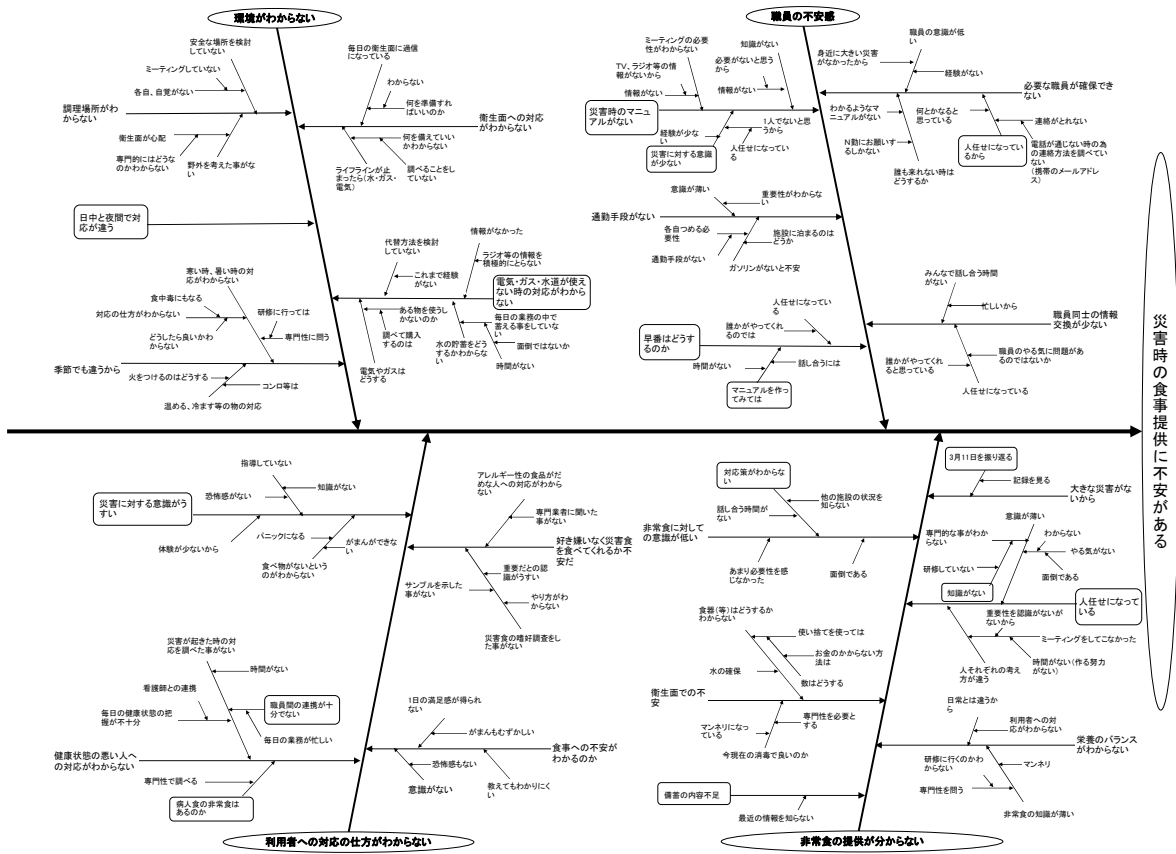 環境がわからない
安全な場所を検討
していない
ミーティングしていない
各自、自覚がない
調理場所がわ
からない
衛生面が心配
専門的にはどうな
のかわからない
野外を考えた事がな
い
毎日の衛生面に過信
になっている
わからない
何を準備すれ
ばいいのか
衛生面への対応
がわからない
何を備えていい
かわからない
調べることをし
ていない
ライフラインが止
まったら(水・ガス・
電気)
日中と夜間で対
応が違う
寒い時、暑い時の対
応がわからない
食中毒にもなる
対応の仕方がわからない
どうしたら良いかわ
からない
研修に行っては
専門性に問う
季節でも違うから
火をつけるのはどうする
コンロ等は
温める、冷ます等の物の対応
代替方法を検討
していない
これまで経験
がない
情報がなかった
ラジオ等の情報を
積極的にとらない
電気・ガス・水道が使え
ない時の対応がわから
ない
ある物を使うし
かないのか
調べて購入
するのは
電気やガスは
どうする
毎日の業務の中で
蓄える事をしていな
い
面倒ではないか
時間がない
水の貯蓄をどう
するかわからな
い
職員の不安感
ミーティングの必要
性がわからない
TV、ラジオ等の情
報がないから
情報がない
知識がない
必要がないと思う
から
情報がない
災害時のマニュ
アルがない
経験が少な
い
災害に対する意識
が少ない
1人でないと思
うから
人任せになってい
る
職員の意識が低
い
身近に大きい災害
がなかったから
経験がない
必要な職員が確保でき
ない
わかるようなマ
ニュアルがない
何とかなると
思っている
N勤にお願いす
るしかない
誰も来れない時は
どうするか
人任せになってい
るから
連絡がとれない
電話が通じない時の為
の連絡方法を調べてい
ない
(携帯のメールアドレ
ス)
意識が薄い
重要性がわからな
い
通勤手段がない
各自つめる必
要性
通勤手段がない
施設に泊まるのは
どうか
ガソリンがないと不安
人任せになってい
る
誰かがやってくれ
るのでは
早番はどうす
るのか
時間がない
話し合うには
マニュアルを作っ
てみては
みんなで話し合う時間
がない
忙しいから
職員同士の情報
交換が少ない
誰かがやってくれ
ると思っている
職員のやる気に問題があ
るのではないか
人任せになっている
災害時の食事提供に不安がある
指導していない
恐怖感がない
知識がない
災害に対する意識がう
すい
体験が少ないから
パニックになる
がまんができな
い
食べ物がないという
のがわからない
アレルギー性の食品がだ
めな人への対応がわから
ない
専門業者に聞いた
事がない
好き嫌いなく災害食
を食べてくれるか不
安だ
重要だとの認
識がうすい
サンプルを示した
事がない
やり方がわ
からない
災害食の嗜好調査をし
た事がない
災害が起きた時の対
応を調べた事がない
時間がない
看護師との連携
毎日の健康状態の把
握が不十分
職員間の連携が十
分でない
毎日の業務が忙しい
健康状態の悪い人へ
の対応がわからない
専門性で調べる
病人食の非常食は
あるのか
1日の満足感が得られ
ない
がまんもむずかしい
食事への不安が
わかるのか
恐怖感もない
意識がない
教えてもわかりにく
い
利用者への対応の仕方がわからない
対応策がわからな
い
他の施設の状況を
知らない
話し合う時間が
ない
非常食に対して
の意識が低い
あまり必要性を感
じなかった
面倒である
3月11日を振り返る
記録を見る
大きな災害がな
いから
意識が薄い
専門的な事がわか
らない
わからない
やる気がない
研修していない
面倒である
知識がない
人任せになって
いる
重要性を認識がないが
ないから
ミーティングをしてこなかった
時間がない(作る努力
がない)
人それぞれの考え
方が違う
食器(等)はどうするか
わからない
使い捨てを使っては
お金のかからない方
法は
水の確保
数はどうする
衛生面での不
安
マンネリになっ
ている
専門性を必要と
する
今現在の消毒で良いのか
日常とは違うか
ら
利用者への対
応がわからない
栄養のバランス
がわからない
研修に行くのかわ
からない
マンネリ
専門性を問う
非常食の知識が薄い
備蓄の内容不足
最近の情報を知らない
非常食の提供が分からない